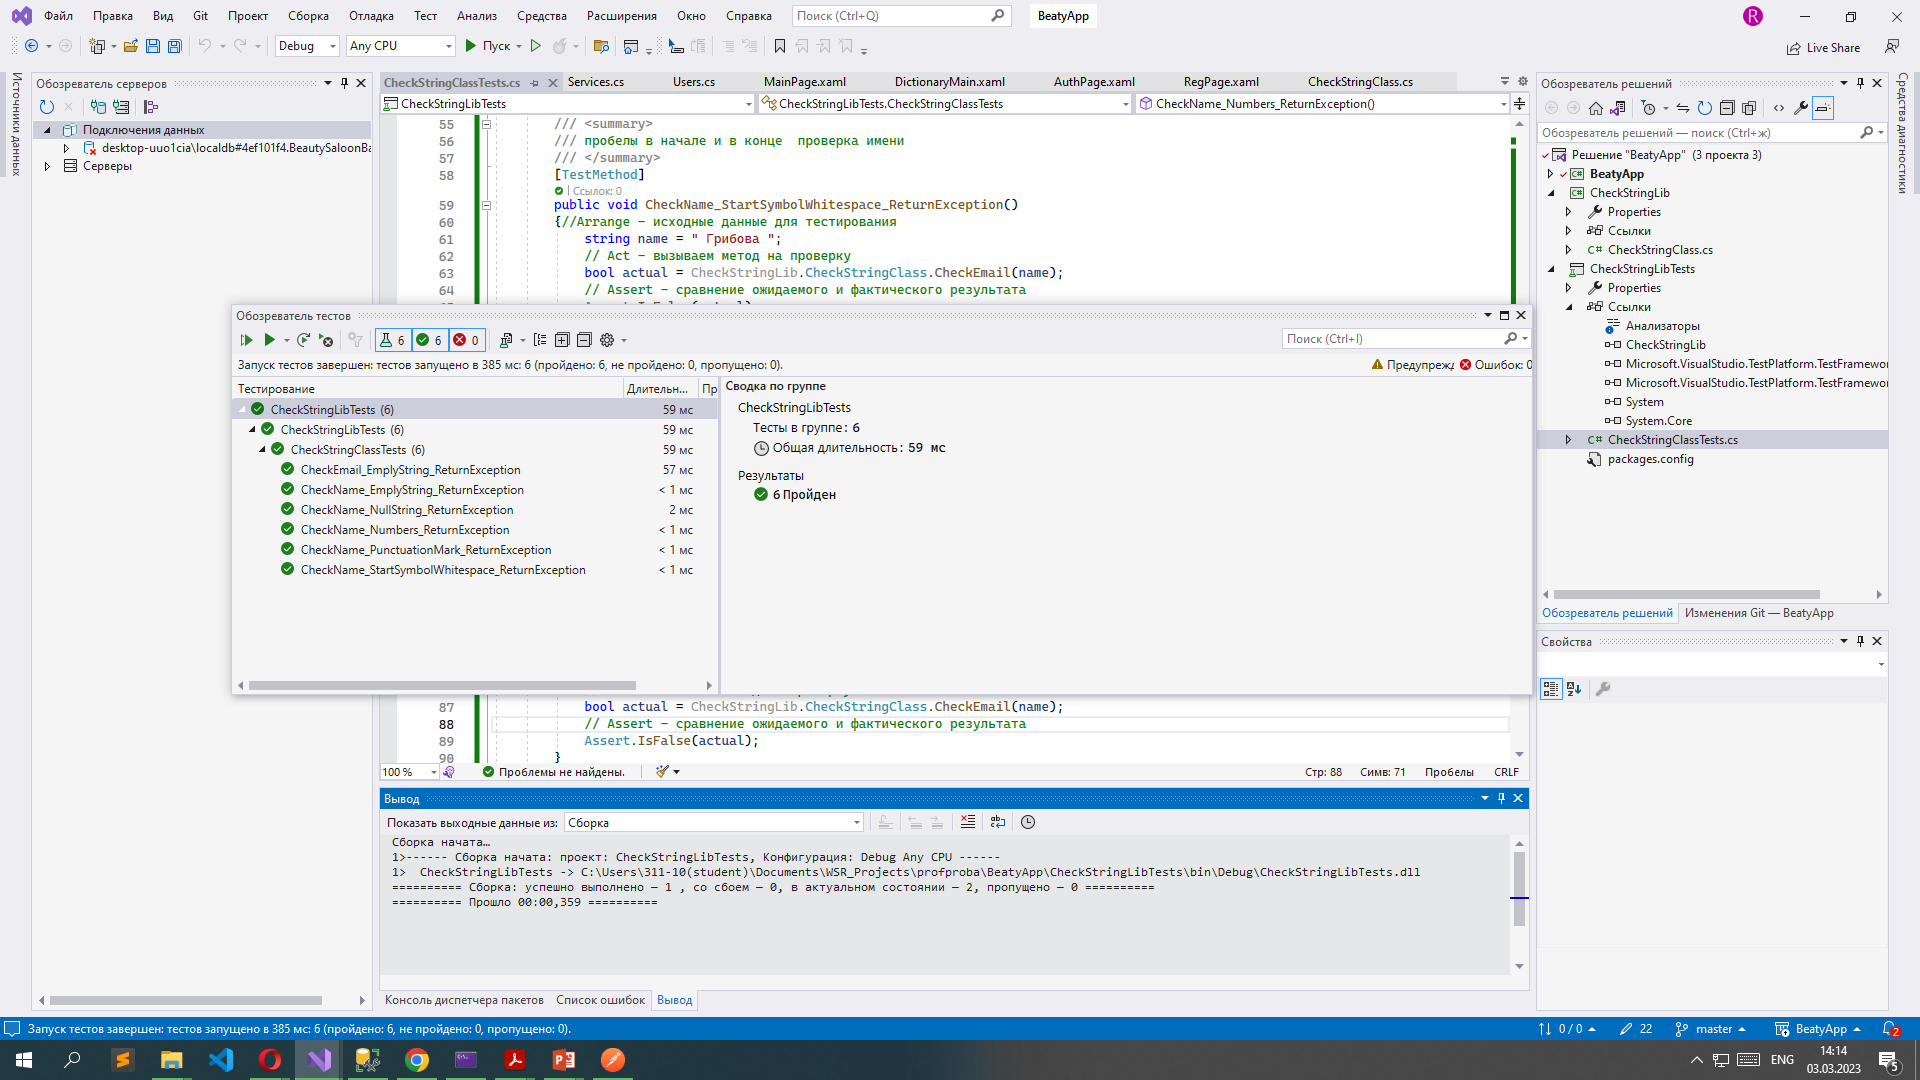 Файл Правка Вид Git Проект Сборка Отладка Тест Анализ Средства Расширения Окно Справка Поиск (Ctrl+Q) BeatyApp R
Debug Any CPU Пуск Live Share
Источники данных
Обозреватель серверов
Подключения данных
desktop-uuo1cia\localdb#4ef101f4.BeautySaloonBa
Серверы
CheckStringClassTests.cs Services.cs Users.cs MainPage.xaml DictionaryMain.xaml AuthPage.xaml RegPage.xaml CheckStringClass.cs
CheckStringLibTests CheckStringLibTests.CheckStringClassTests CheckName_Numbers_ReturnException()
55 /// <summary>
56 /// пробелы в начале и в конце  проверка имени
57 /// </summary>
58 [TestMethod]
Ссылок: 0
59 public void CheckName_StartSymbolWhitespace_ReturnException()
60 {//Arrange – исходные данные для тестирования
61 string name = " Грибова ";
62 // Act – вызываем метод на проверку
63 bool actual = CheckStringLib.CheckStringClass.CheckEmail(name);
64 // Assert – сравнение ожидаемого и фактического результата
Обозреватель тестов
6 6 0 Поиск (Ctrl+I)
Запуск тестов завершен: тестов запущено в 385 мс: 6 (пройдено: 6, не пройдено: 0, пропущено: 0). Предупрежд Ошибок: 0
Тестирование Длительн... Пр
CheckStringLibTests (6) 59 мс
CheckStringLibTests (6) 59 мс
CheckStringClassTests (6) 59 мс
CheckEmail_EmplyString_ReturnException 57 мс
CheckName_EmplyString_ReturnException < 1 мс
CheckName_NullString_ReturnException 2 мс
CheckName_Numbers_ReturnException < 1 мс
CheckName_PunctuationMark_ReturnException < 1 мс
CheckName_StartSymbolWhitespace_ReturnException < 1 мс
Сводка по группе
CheckStringLibTests
Тесты в группе: 6
Общая длительность: 59 мс
Результаты
6 Пройден
87 bool actual = CheckStringLib.CheckStringClass.CheckEmail(name);
88 // Assert – сравнение ожидаемого и фактического результата
89 Assert.IsFalse(actual);
90 }
100 % Проблемы не найдены. Стр: 88 Симв: 71 Пробелы CRLF
Вывод
Показать выходные данные из: Сборка
Сборка начата…
1>------ Сборка начата: проект: CheckStringLibTests, Конфигурация: Debug Any CPU ------
1>  CheckStringLibTests -> C:\Users\311-10(student)\Documents\WSR_Projects\profproba\BeatyApp\CheckStringLibTests\bin\Debug\CheckStringLibTests.dll
========== Сборка: успешно выполнено – 1 , со сбоем – 0, в актуальном состоянии – 2, пропущено – 0 ==========
========== Прошло 00:00,359 ==========
Консоль диспетчера пакетов Список ошибок Вывод
Обозреватель решений
Обозреватель решений — поиск (Ctrl+ж)
Решение "BeatyApp" (3 проекта 3)
BeatyApp
CheckStringLib
Properties
Ссылки
C# CheckStringClass.cs
CheckStringLibTests
Properties
Ссылки
Анализаторы
CheckStringLib
Microsoft.VisualStudio.TestPlatform.TestFramewor
Microsoft.VisualStudio.TestPlatform.TestFramewor
System
System.Core
C# CheckStringClassTests.cs
packages.config
Обозреватель решений Изменения Git — BeatyApp
Свойства
Средства диагностики
Запуск тестов завершен: тестов запущено в 385 мс: 6 (пройдено: 6, не пройдено: 0, пропущено: 0). 0 / 0 22 master BeatyApp 2
ENG 14:14
03.03.2023 5